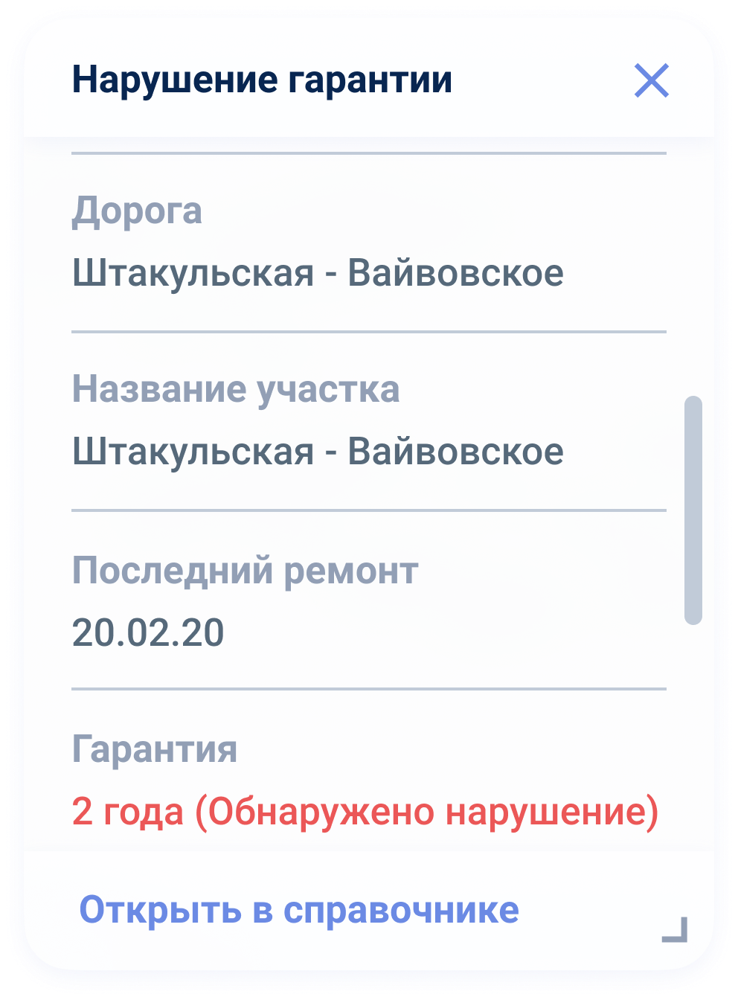 Нарушение гарантии
Дорога
Штакульская - Вайвовское
Название участка
Штакульская - Вайвовское
Последний ремонт
20.02.20
Гарантия
2 года (Обнаружено нарушение)
Открыть в справочнике